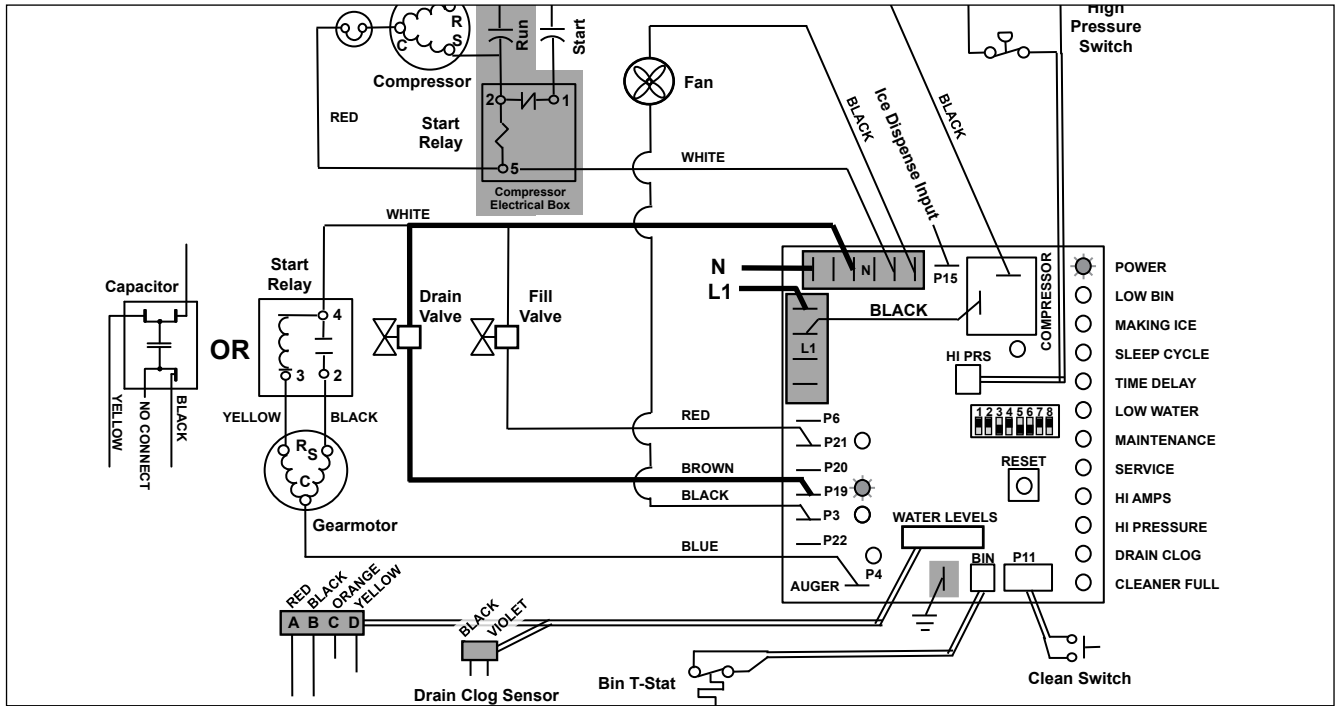 High
Pressure
Switch
R
S
C
Compressor
Run
Start
Fan
2
1
Start
Relay
5
RED
BLACK
Ice Dispense Input
BLACK
WHITE
Compressor
Electrical Box
WHITE
Capacitor
YELLOW
NO CONNECT
BLACK
OR
Start
Relay
4
3
2
YELLOW
BLACK
R
S
C
Gearmotor
Drain
Valve
Fill
Valve
N
L1
N
P15
COMPRESSOR
BLACK
L1
HI PRS
1 2 3 4 5 6 7 8
RESET
RED
BROWN
BLACK
BLUE
P6
P21
P20
P19
P3
P22
P4
AUGER
WATER LEVELS
BIN
P11
POWER
LOW BIN
MAKING ICE
SLEEP CYCLE
TIME DELAY
LOW WATER
MAINTENANCE
SERVICE
HI AMPS
HI PRESSURE
DRAIN CLOG
CLEANER FULL
RED
BLACK
ORANGE
YELLOW
A B C D
BLACK
VIOLET
Drain Clog Sensor
Bin T-Stat
Clean Switch